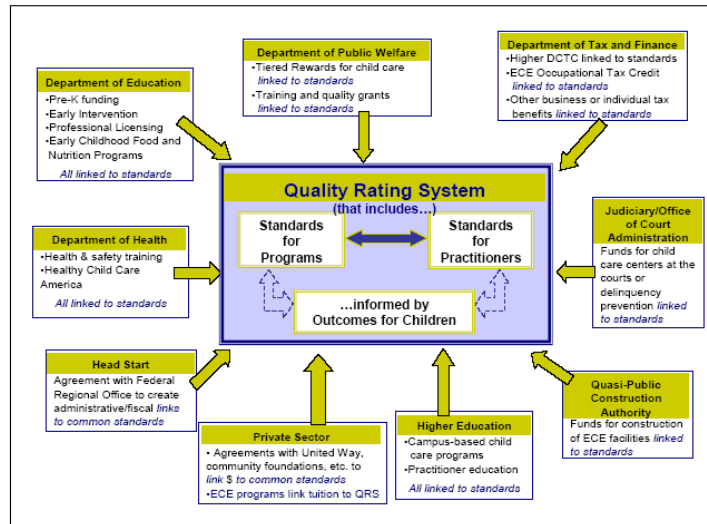 Department of Public Welfare
•Tiered Rewards for child care
linked to standards
•Training and quality grants
linked to standards
Department of Tax and Finance
•Higher DCTC linked to standards
•ECE Occupational Tax Credit
linked to standards
•Other business or individual tax
benefits linked to standards
Department of Education
•Pre-K funding
•Early Intervention
•Professional Licensing
•Early Childhood Food and
Nutrition Programs
All linked to standards
Quality Rating System
(that includes…)
Standards
for
Programs
Standards
for
Practitioners
…informed by
Outcomes for Children
Judiciary/Office
of Court
Administration
Funds for child
care centers at the
courts or
delinquency
prevention linked
to standards
Department of Health
•Health & safety training
•Healthy Child Care
America
All linked to standards
Head Start
Agreement with Federal
Regional Office to create
administrative/fiscal links
to common standards
Private Sector
• Agreements with United Way,
community foundations, etc. to
link $ to common standards
•ECE programs link tuition to QRS
Higher Education
•Campus-based child
care programs
•Practitioner education
All linked to standards
Quasi-Public
Construction
Authority
Funds for construction
of ECE facilities linked
to standards